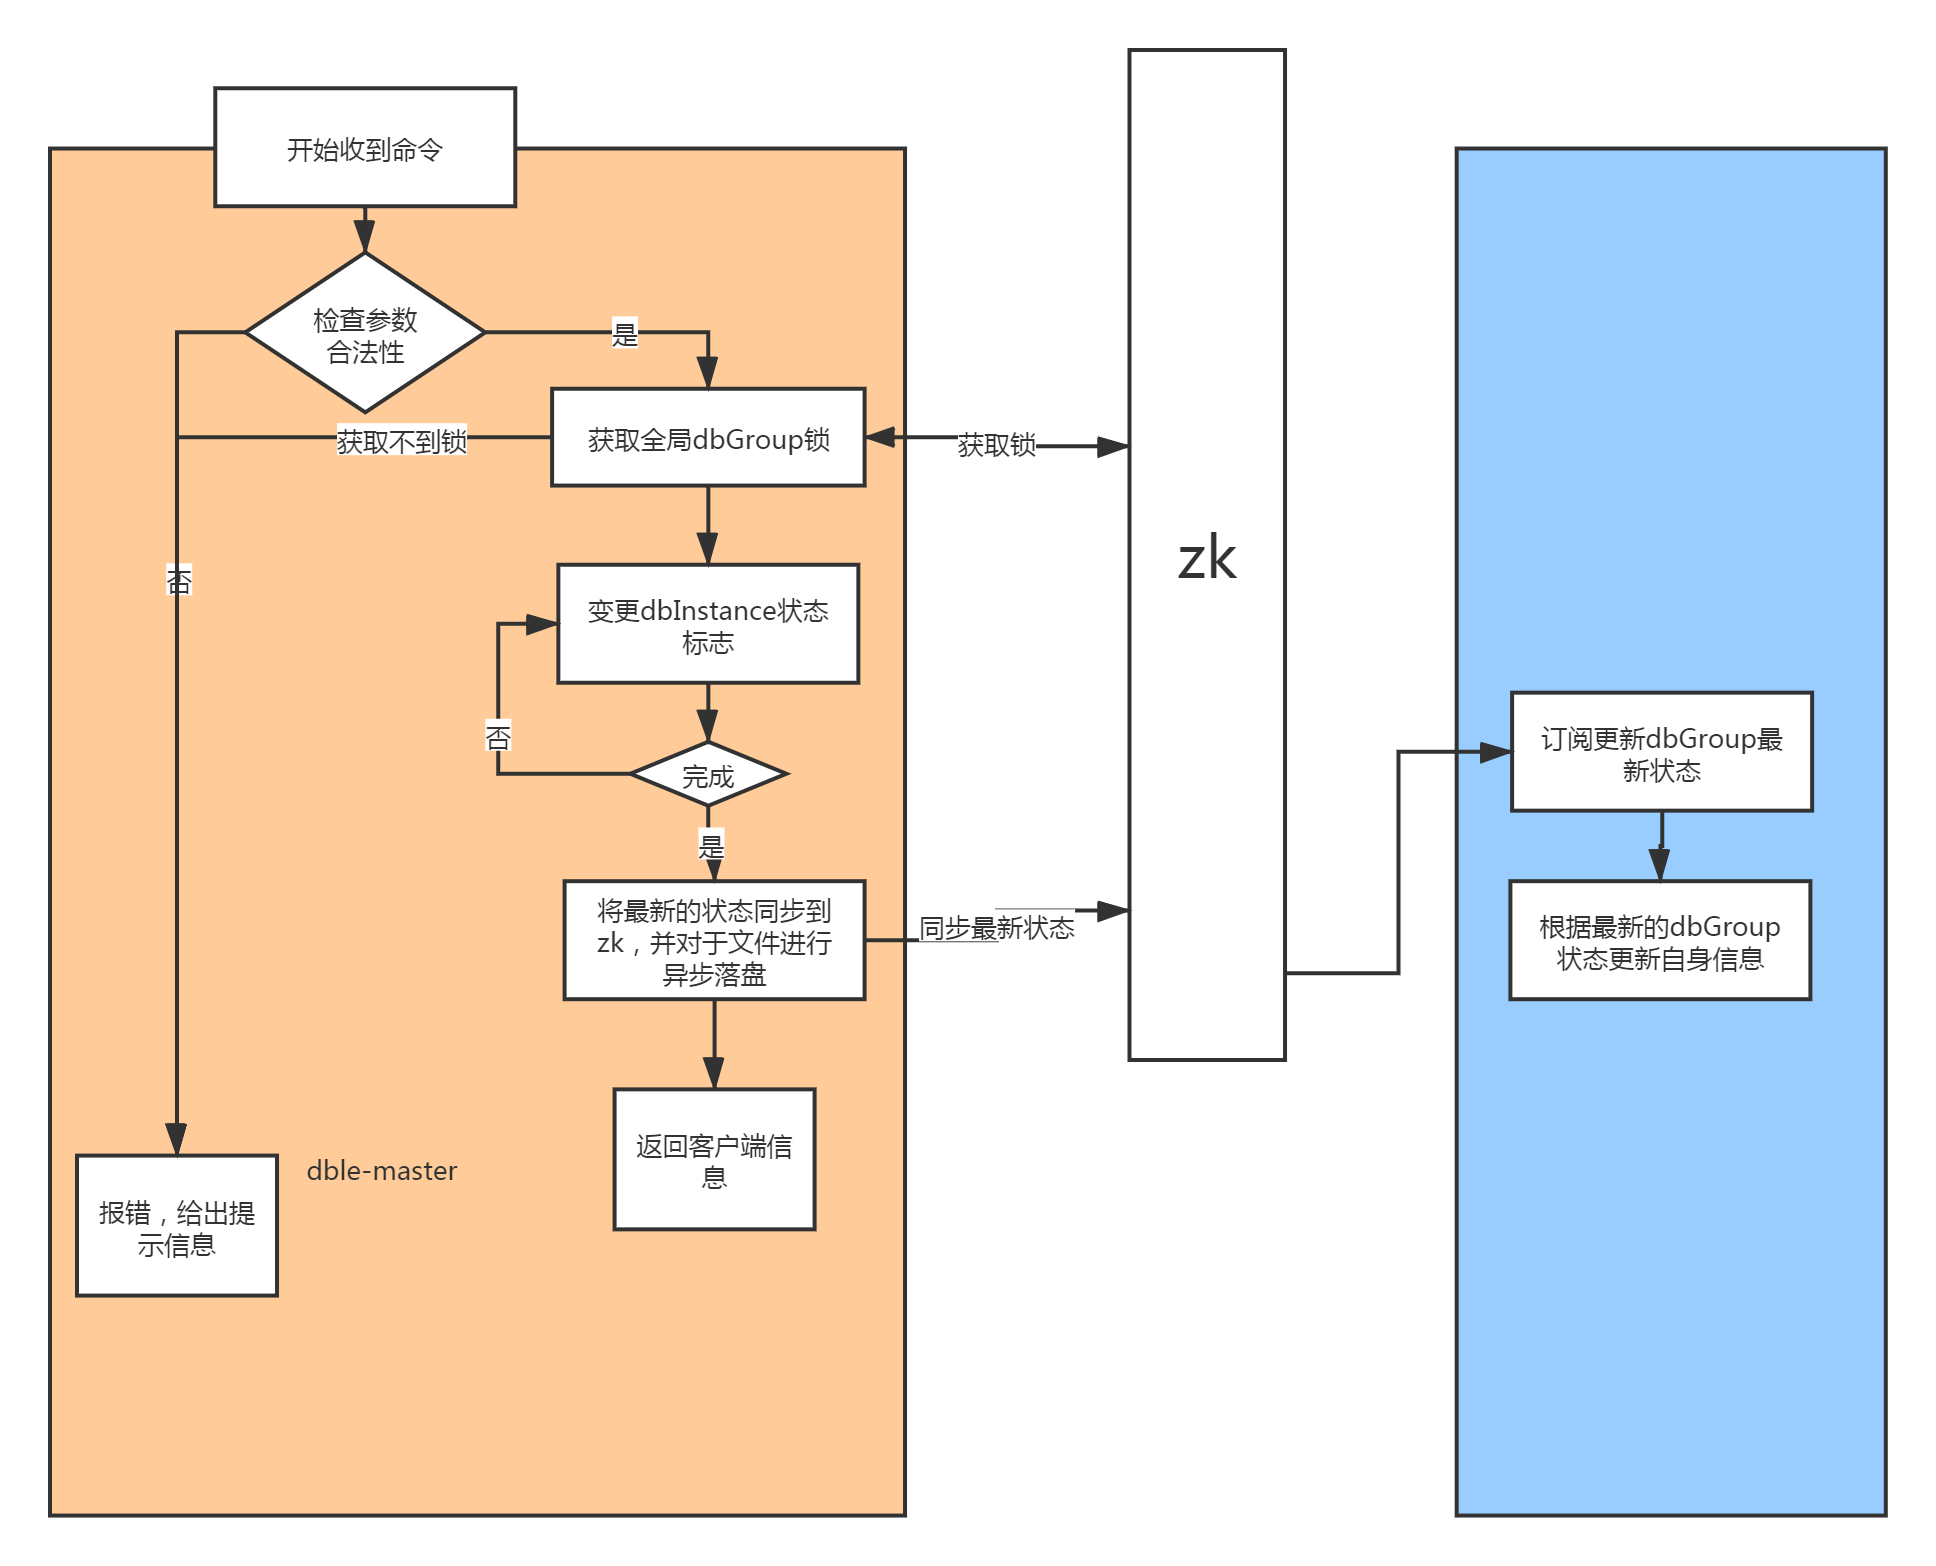 开始收到命令
检查参数
合法性
是
获取全局dbGroup锁
获取不到锁
获取锁
否
变更dbInstance状态
标志
否
完成
是
将最新的状态同步到
zk，并对于文件进行
异步落盘
同步最新状态
返回客户端信
息
dble-master
报错，给出提
示信息
zk
订阅更新dbGroup最
新状态
根据最新的dbGroup
状态更新自身信息